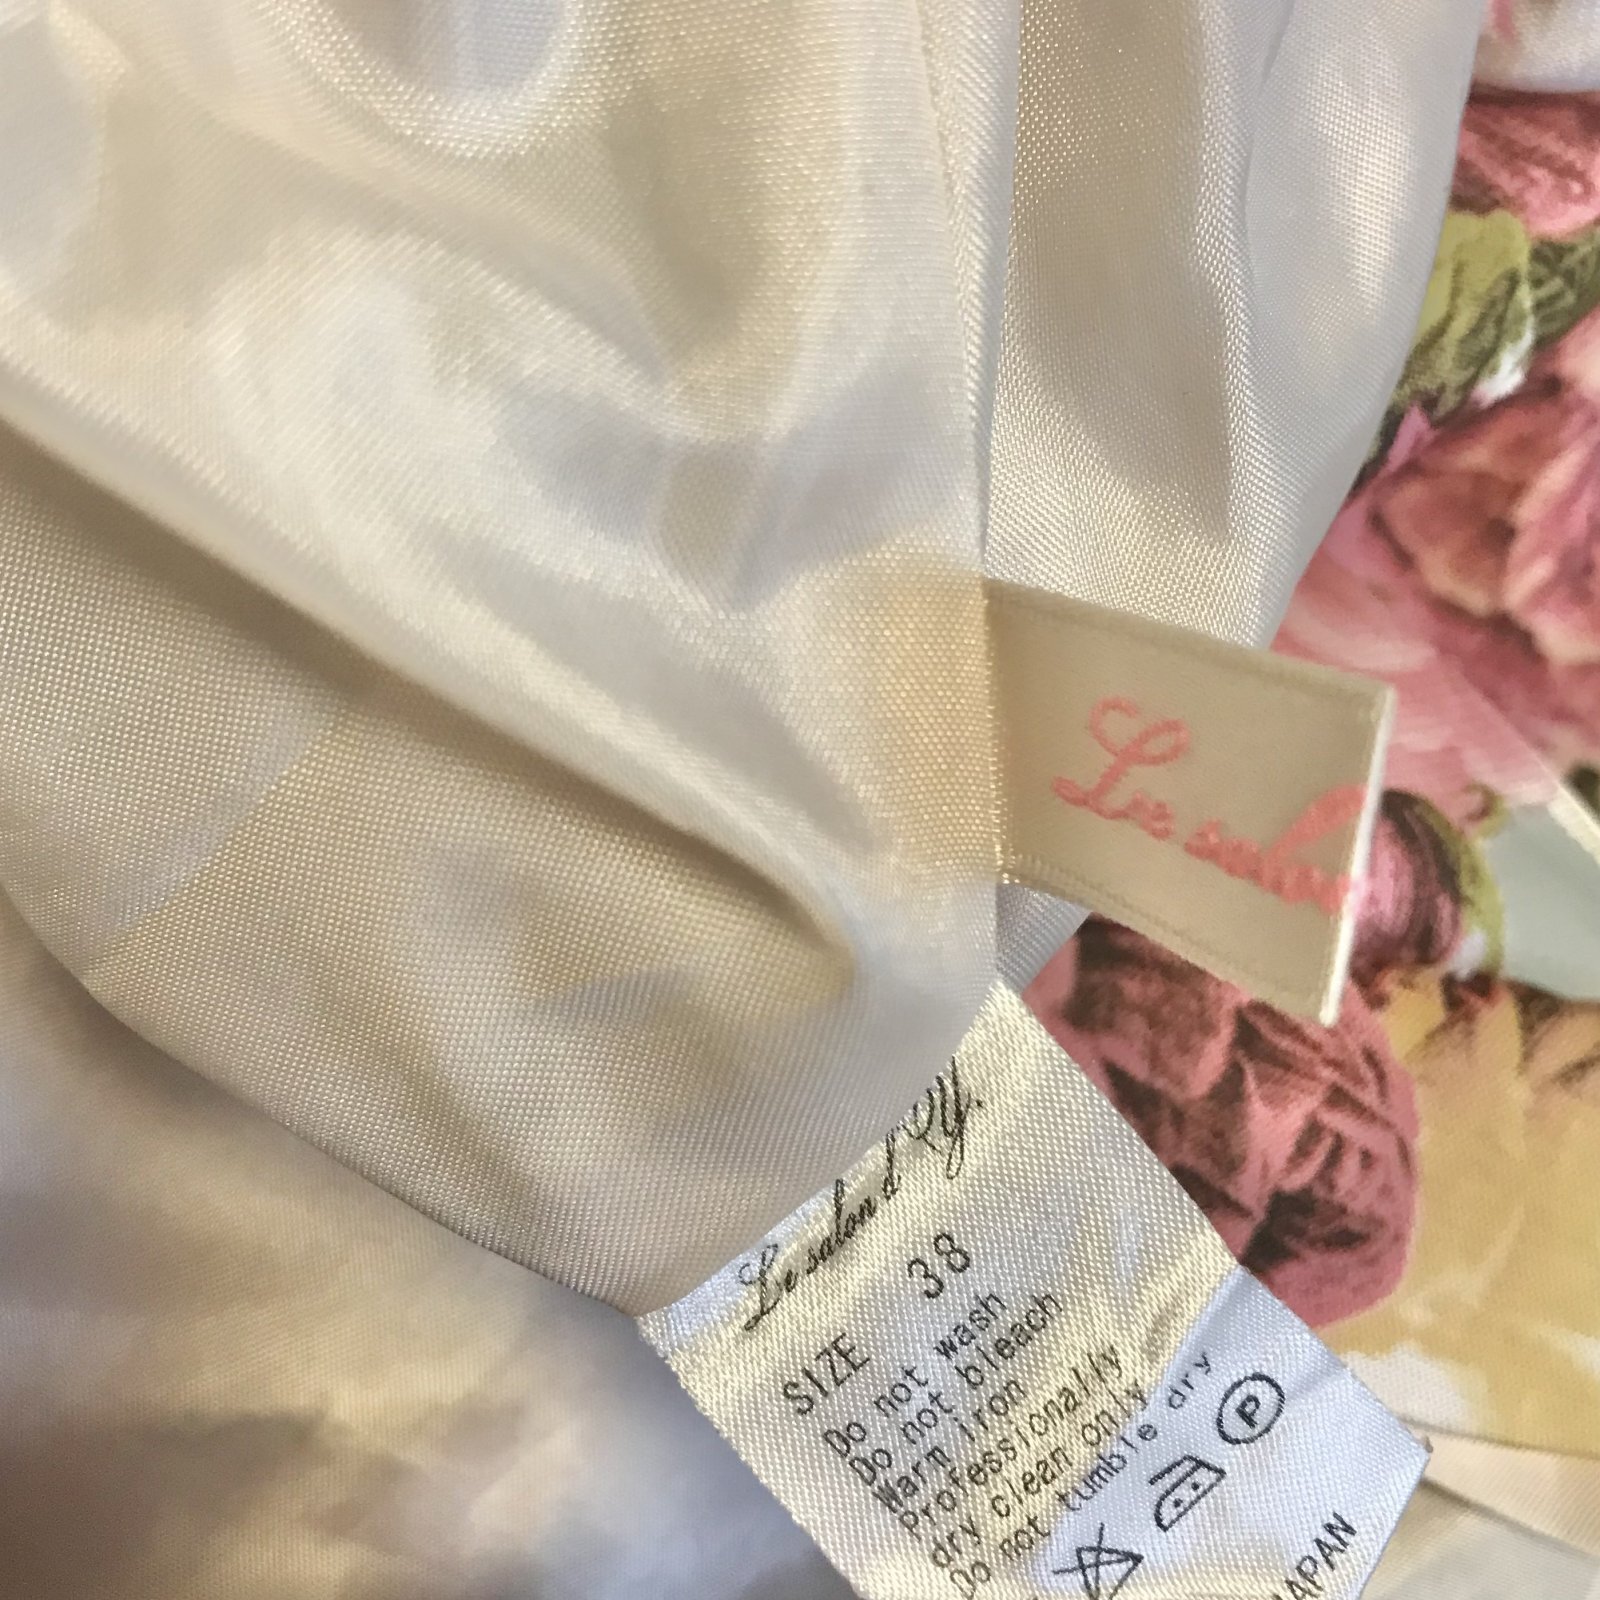 Le salon
Le salon d'Y.
SIZE 38
Do not wash
Do not bleach
Warm iron
Professionally
dry clean only
Do not tumble dry
P
JAPAN